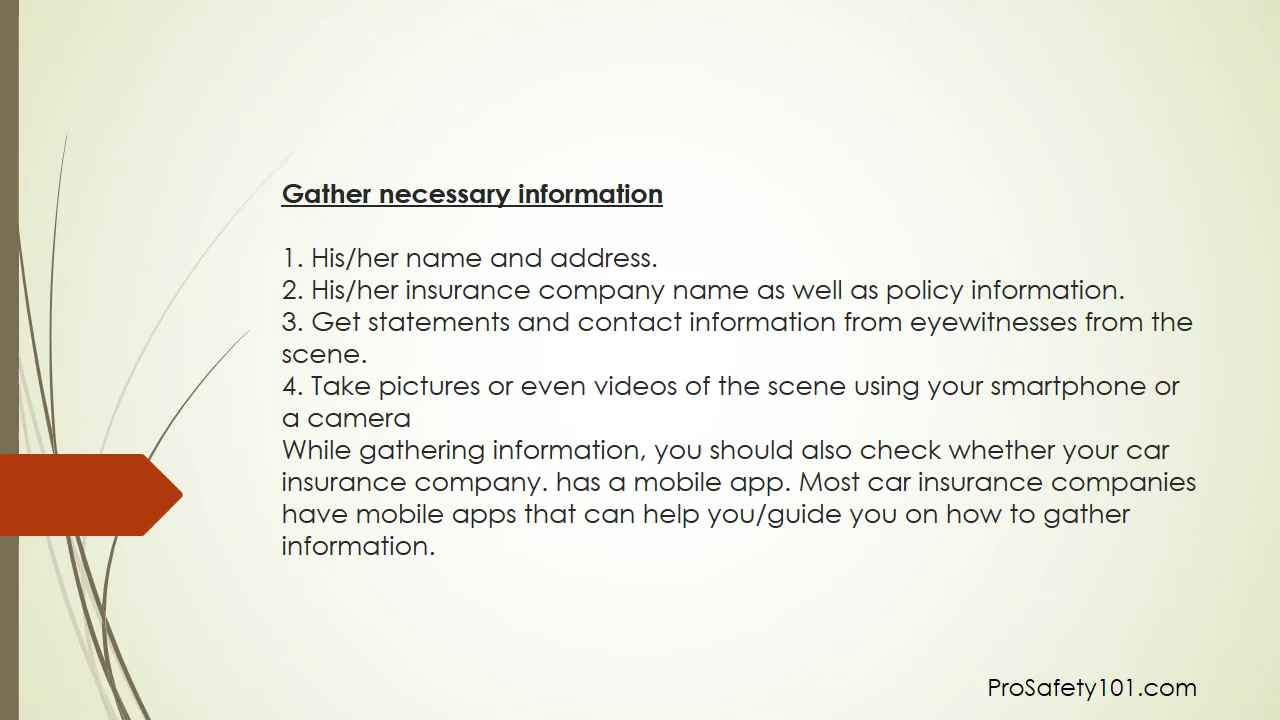 Gather necessary information
1. His/her name and address.
2. His/her insurance company name as well as policy information.
3. Get statements and contact information from eyewitnesses from the
scene.
4. Take pictures or even videos of the scene using your smartphone or
a camera
While gathering information, you should also check whether your car
insurance company. has a mobile app. Most car insurance companies
have mobile apps that can help you/guide you on how to gather
information.
ProSafety101.com